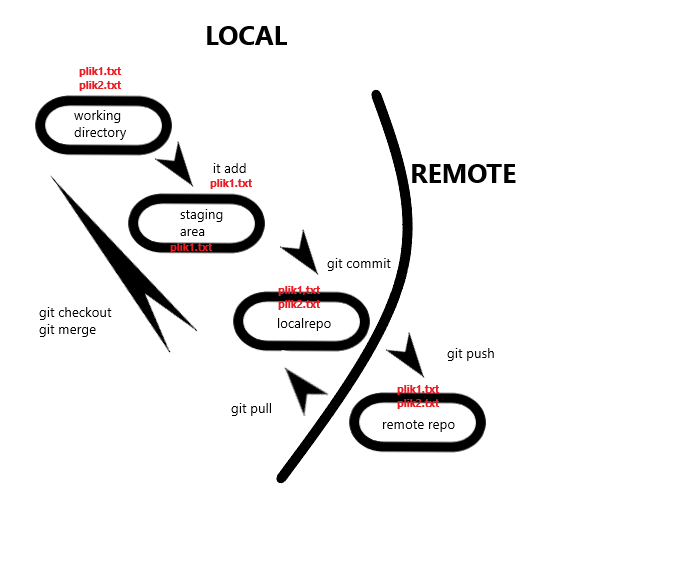 LOCAL
plik1.txt
plik2.txt
working
directory
it add
plik1.txt
REMOTE
staging
area
plik1.txt
git commit
plik1.txt
plik2.txt
localrepo
git checkout
git merge
git push
plik1.txt
plik2.txt
remote repo
git pull